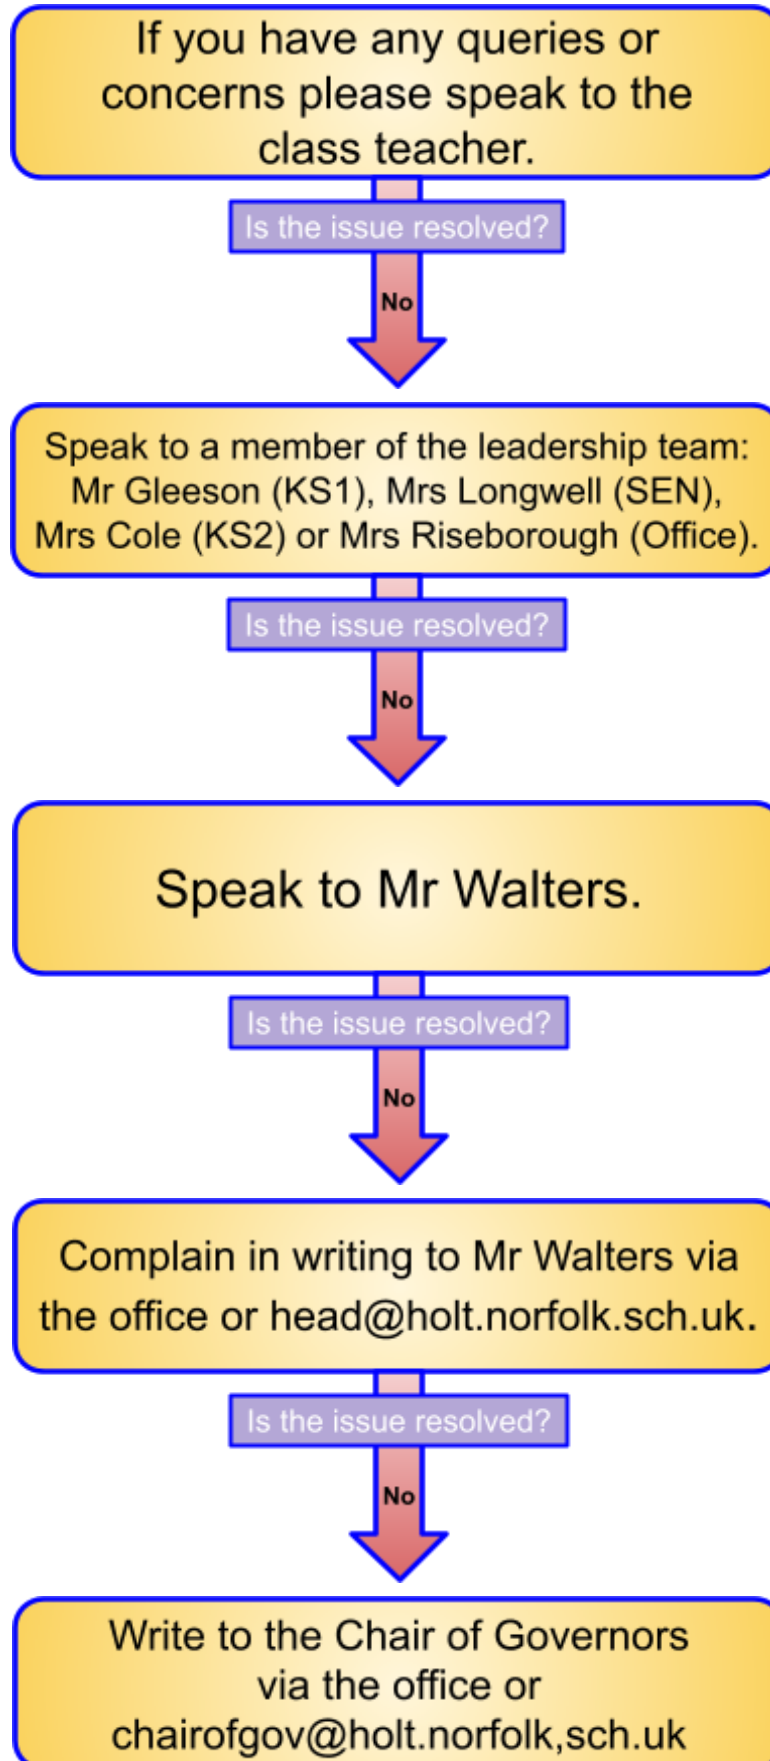 If you have any queries or
concerns please speak to the
class teacher.
Is the issue resolved?
No
Speak to a member of the leadership team:
Mr Gleeson (KS1), Mrs Longwell (SEN),
Mrs Cole (KS2) or Mrs Riseborough (Office).
Is the issue resolved?
No
Speak to Mr Walters.
Is the issue resolved?
No
Complain in writing to Mr Walters via
the office or head@holt.norfolk.sch.uk.
Is the issue resolved?
No
Write to the Chair of Governors
via the office or
chairofgov@holt.norfolk,sch.uk